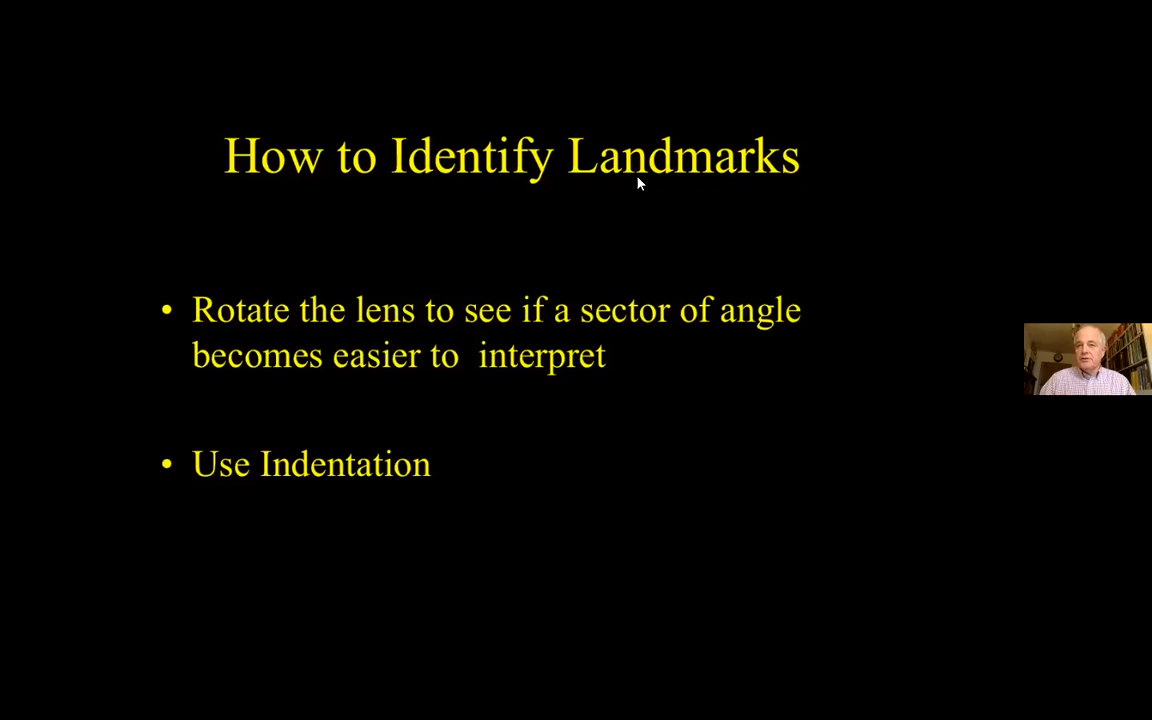 How to Identify Landmarks
• Rotate the lens to see if a sector of angle
becomes easier to interpret
• Use Indentation